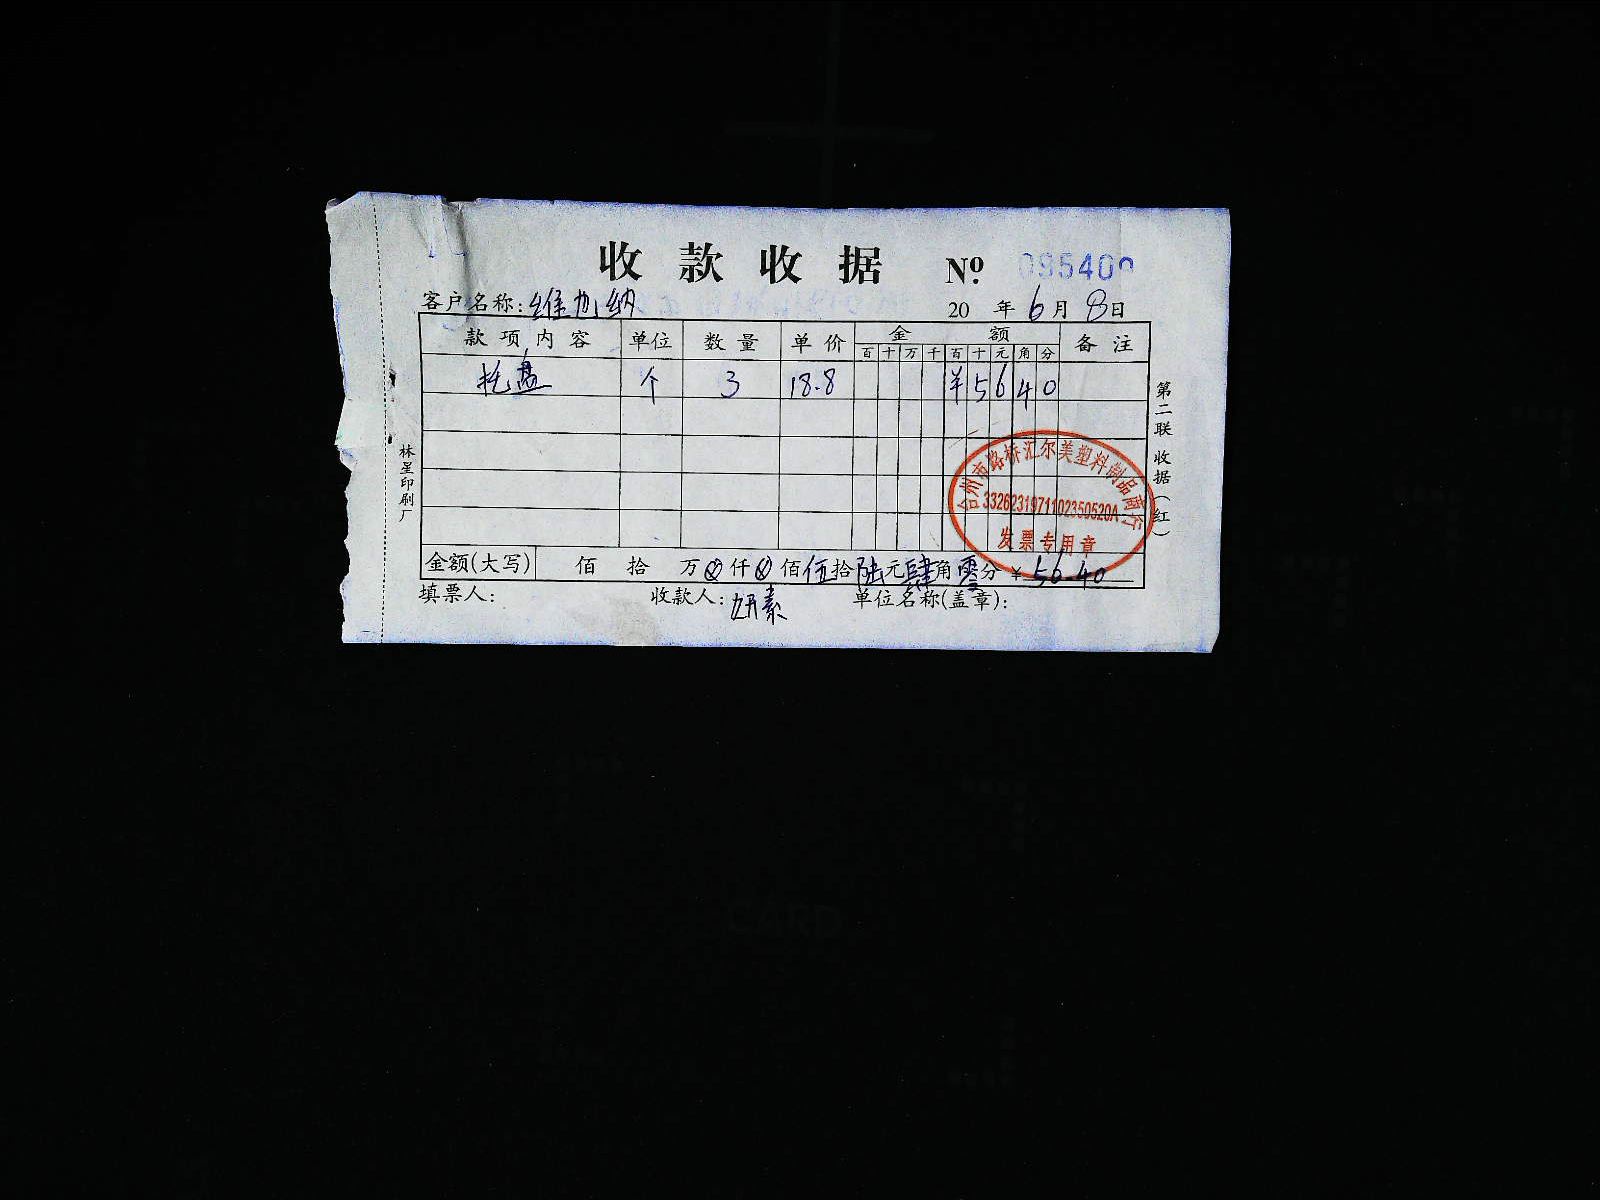 收款收据 № 095400
客户名称：维加纳 20 年6月8日
款项内容 单位 数量 单价 金额 备注
百十万千百十元角分
托盘 个 3 18.8 ¥5640
台州市路桥汇尔美塑料制品商行
3326231971102350520A
发票专用章
金额(大写) 佰 拾 万⊗仟⊗佰伍拾陆元肆角零分 ¥ 56.40
填票人： 收款人： 单位名称(盖章)：
第二联 收据（红）
林呈印刷厂
CARD